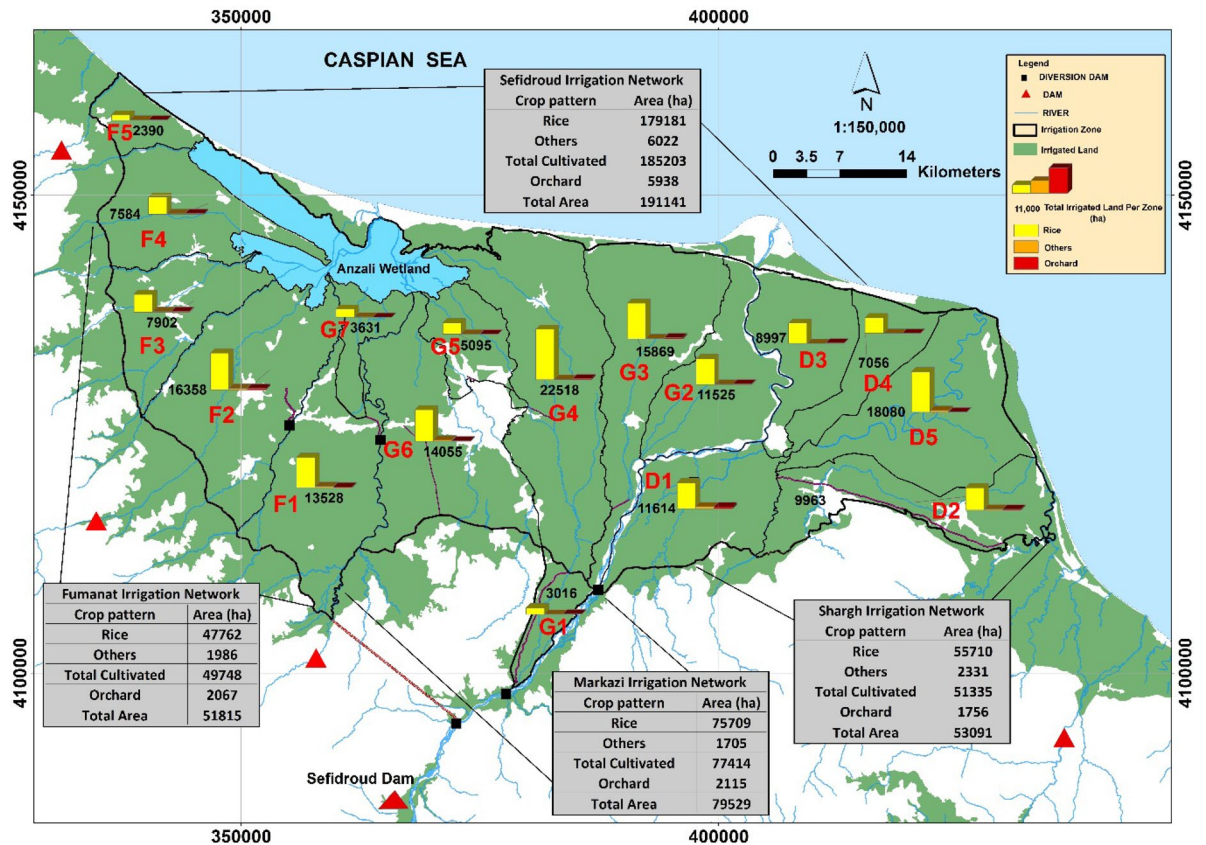 350000
400000
CASPIAN SEA
Sefidroud Irrigation Network
Crop pattern Area (ha)
Rice 179181
Others 6022
Total Cultivated 185203
Orchard 5938
Total Area 191141
N
1:150,000
0 3.5 7 14
Kilometers
Legend
DIVERSION DAM
DAM
RIVER
Irrigation Zone
Irrigated Land
11,000 Total Irrigated Land Per Zone
(ha)
Rice
Others
Orchard
4150000
4150000
F5 2390
7584
F4
Anzali Wetland
7902
F3
16358
F2
G7 3631
G5 5095
22518
G4
15869
G3
G2
11525
8997
D3
7056
D4
18080
D5
G6
14055
F1
13528
D1
11614
9963
D2
3016
G1
Fumanat Irrigation Network
Crop pattern Area (ha)
Rice 47762
Others 1986
Total Cultivated 49748
Orchard 2067
Total Area 51815
Markazi Irrigation Network
Crop pattern Area (ha)
Rice 75709
Others 1705
Total Cultivated 77414
Orchard 2115
Total Area 79529
Shargh Irrigation Network
Crop pattern Area (ha)
Rice 55710
Others 2331
Total Cultivated 51335
Orchard 1756
Total Area 53091
4100000
4100000
Sefidroud Dam
350000
400000